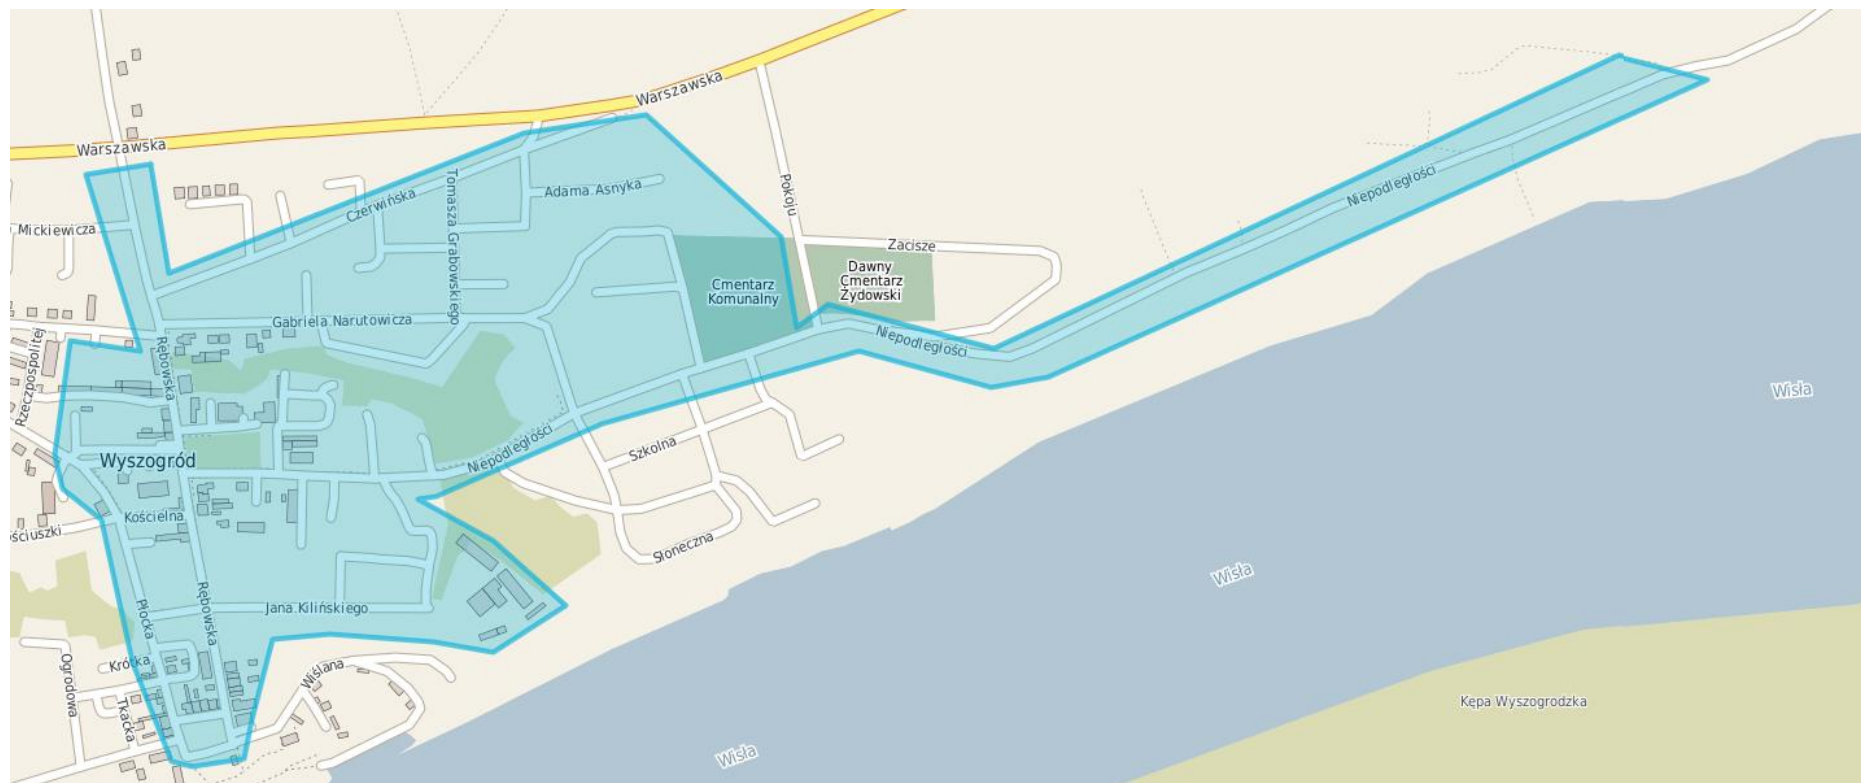 Warszawska
Warszawska
Mickiewicza
Czerwińska
Tomasza Grabowskiego
Adama Asnyka
Pokoju
Zacisze
Dawny
Cmentarz
Żydowski
Cmentarz
Komunalny
Niepodległości
Gabriela Narutowicza
Niepodległości
Rzeczpospolitej
Rębowska
Wisła
Wyszogród
Niepodległości
Szkolna
Kościelna
ościuszki
Słoneczna
Wisła
Płocka
Rębowska
Jana Kilińskiego
Ogrodowa
Krótka
Wiślana
Tkacka
Kępa Wyszogrodzka
Wisła